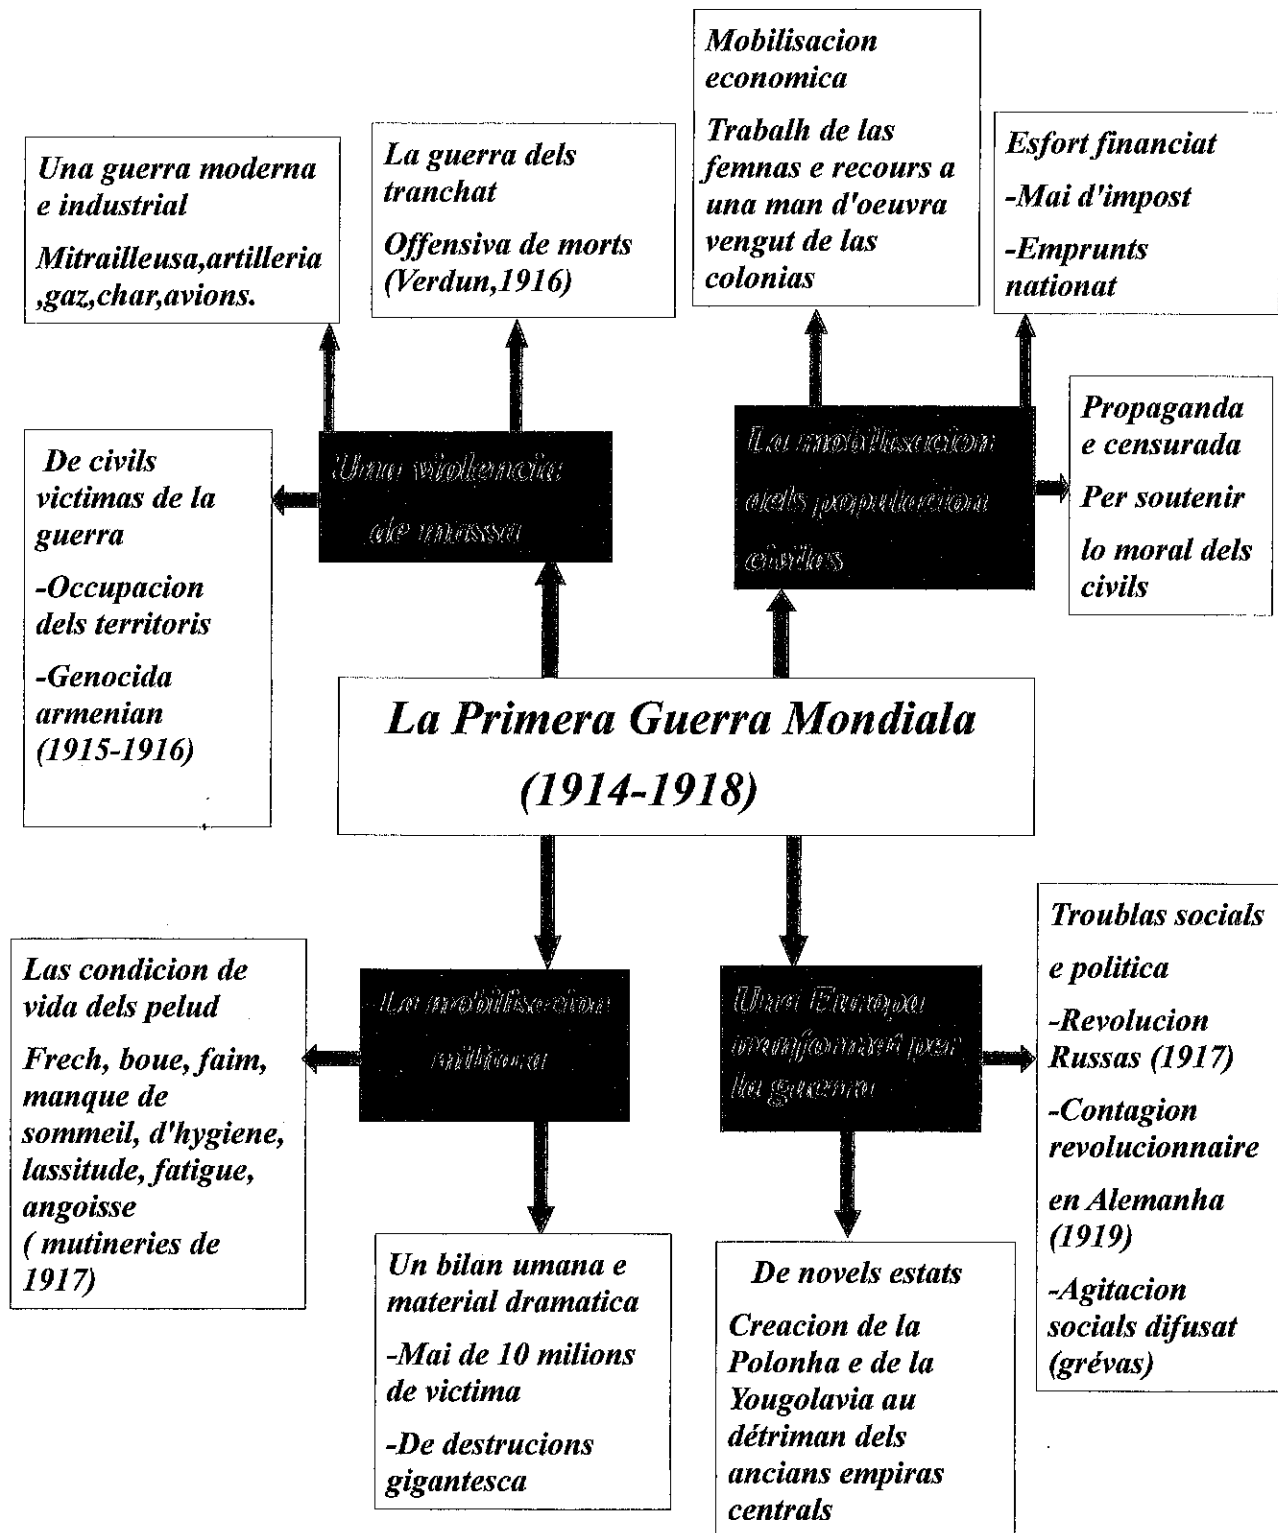 Mobilisacion
economica
Trabalh de las
femnas e recours a
una man d'oeuvra
vengut de las
colonias
Una guerra moderna
e industrial
Mitrailleusa,artilleria
,gaz,char,avions.
La guerra dels
tranchat
Offensiva de morts
(Verdun,1916)
Esfort financiat
-Mai d'impost
-Emprunts
nationat
De civils
victimas de la
guerra
-Occupacion
dels territoris
-Genocida
armenian
(1915-1916)
Una violencia
de massa
La mobilisacion
dels populacion
civilas
Propaganda
e censurada
Per soutenir
lo moral dels
civils
La Primera Guerra Mondiala
(1914-1918)
Las condicion de
vida dels pelud
Frech, boue, faim,
manque de
sommeil, d'hygiene,
lassitude, fatigue,
angoisse
( mutineries de
1917)
La mobilisacion
Una Europa
per
la guerra
Troublas socials
e politica
-Revolucion
Russas (1917)
-Contagion
revolucionnaire
en Alemanha
(1919)
-Agitacion
socials difusat
(grévas)
Un bilan umana e
material dramatica
-Mai de 10 milions
de victima
-De destrucions
gigantesca
De novels estats
Creacion de la
Polonha e de la
Yougolavia au
détriman dels
ancians empiras
centrals